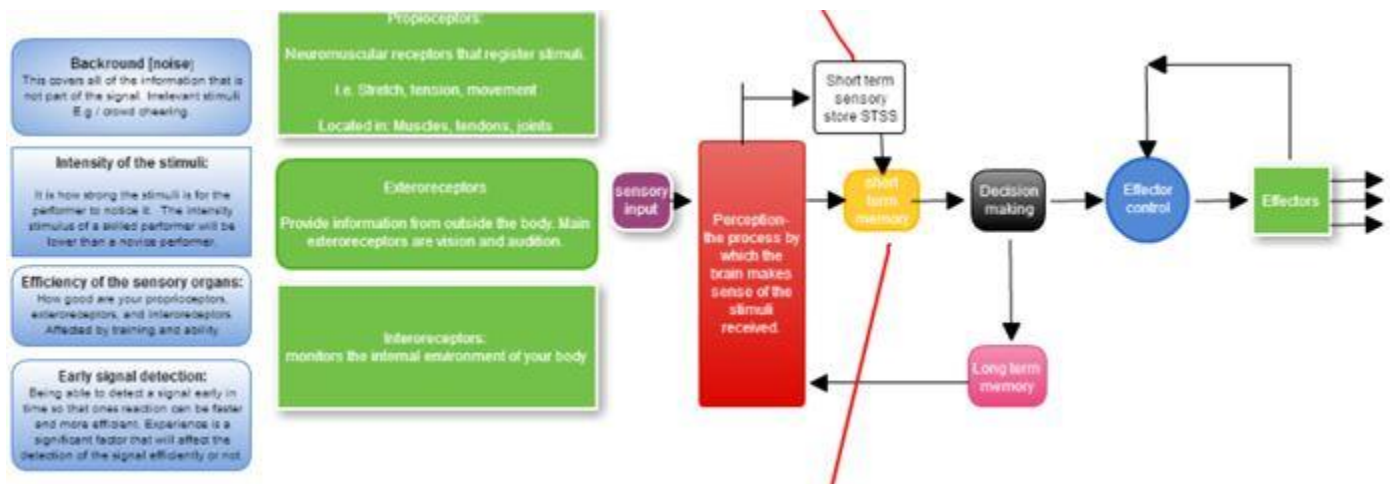 Backround [noise]
This covers all of the information that is
not part of the signal. Irrelevant stimuli
E.g / crowd cheering.
Intensity of the stimuli:
It is how strong the stimuli is for the
performer to notice it. The intensity
stimulus of a skilled performer will be
lower than a novice performer.
Efficiency of the sensory organs:
How good are your proprioceptors,
exteroreceptors, and interoreceptors
Affected by training and ability.
Early signal detection:
Being able to detect a signal early in
time so that ones reaction can be faster
and more efficient. Experience is a
significant factor that will affect the
detection of the signal efficiently or not.
Propioceptors:
Neuromuscular receptors that register stimuli.
I.e. Stretch, tension, movement
Located in: Muscles, tendons, joints
Exteroreceptors
Provide information from outside the body. Main
exteroreceptors are vision and audition.
Interoreceptors:
monitors the internal environment of your body
sensory
input
Perception-
the process by
which the
brain makes
sense of the
stimuli
received.
Short term
sensory
store STSS
short
term
memory
Decision
making
Long term
memory
Effector
control
Effectors